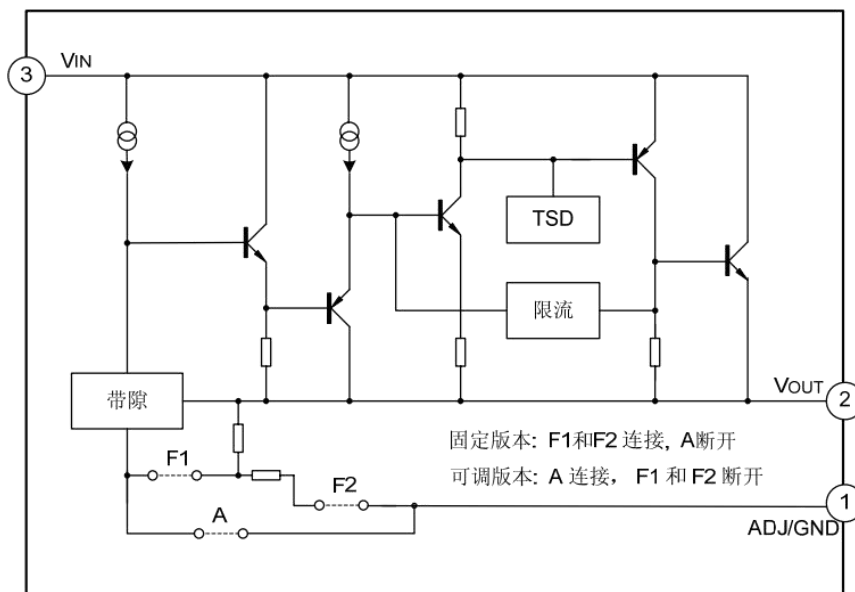 3
VIN
TSD
限流
带隙
VOUT
2
固定版本: F1和F2 连接, A断开
F1
可调版本: A 连接, F1 和 F2 断开
F2
1
A
ADJ/GND